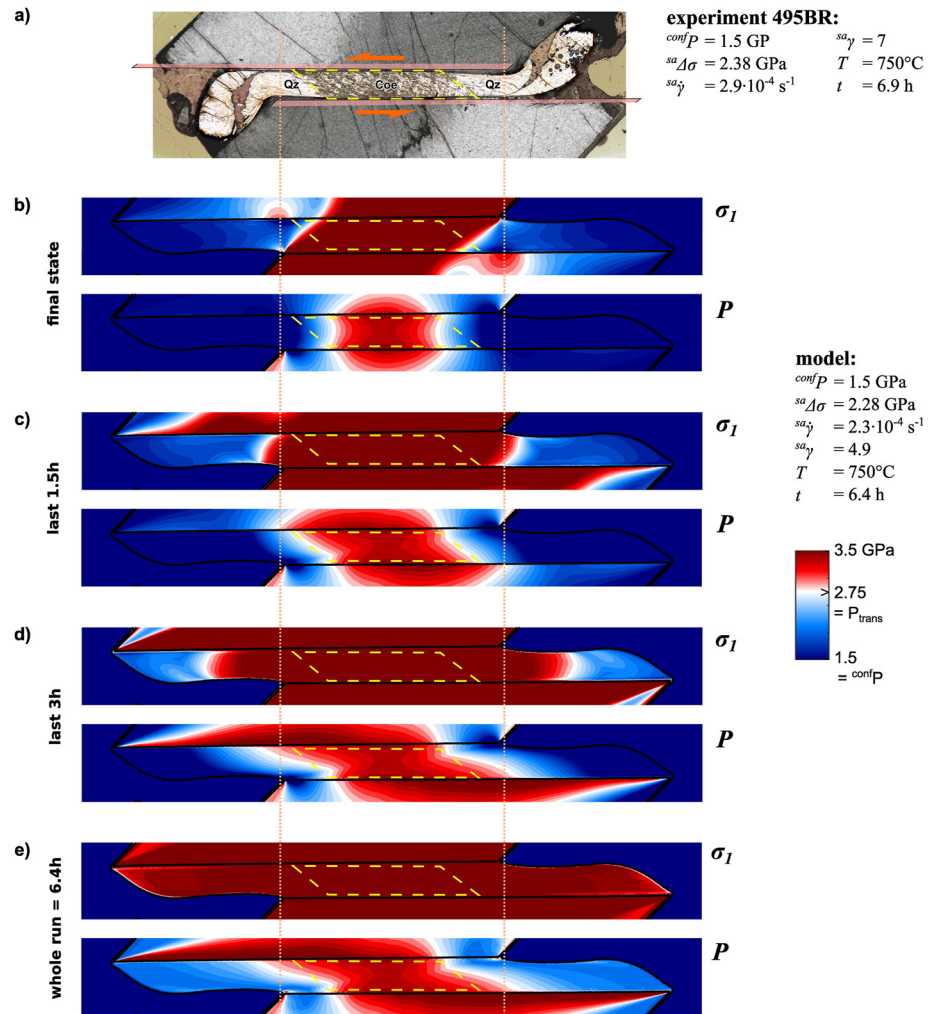 a)
Qz
Coe
Qz
experiment 495BR:
confP = 1.5 GP
saΔσ = 2.38 GPa
saγ̇ = 2.9·10⁻⁴ s⁻¹
saγ = 7
T = 750°C
t = 6.9 h
b)
final state
σ₁
P
c)
last 1.5h
σ₁
P
d)
last 3h
σ₁
P
e)
whole run = 6.4h
σ₁
P
model:
confP = 1.5 GPa
saΔσ = 2.28 GPa
saγ̇ = 2.3·10⁻⁴ s⁻¹
saγ = 4.9
T = 750°C
t = 6.4 h
3.5 GPa
> 2.75
= Ptrans
1.5
= confP